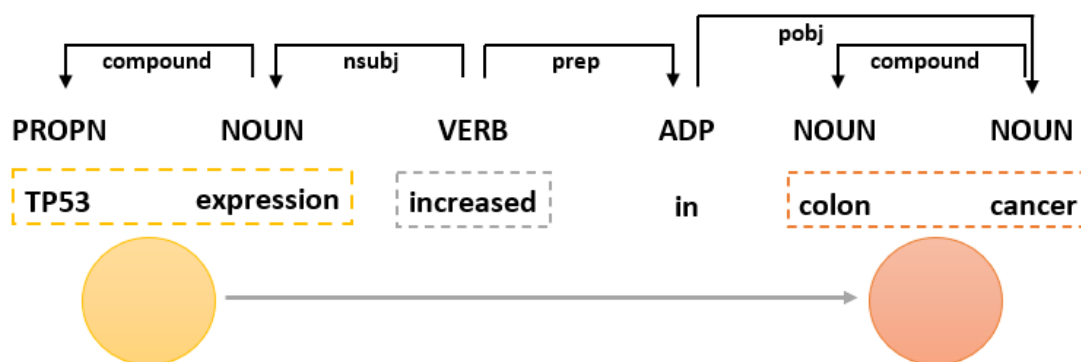 pobj
compound nsubj prep compound
PROPN NOUN VERB ADP NOUN NOUN
TP53 expression increased in colon cancer